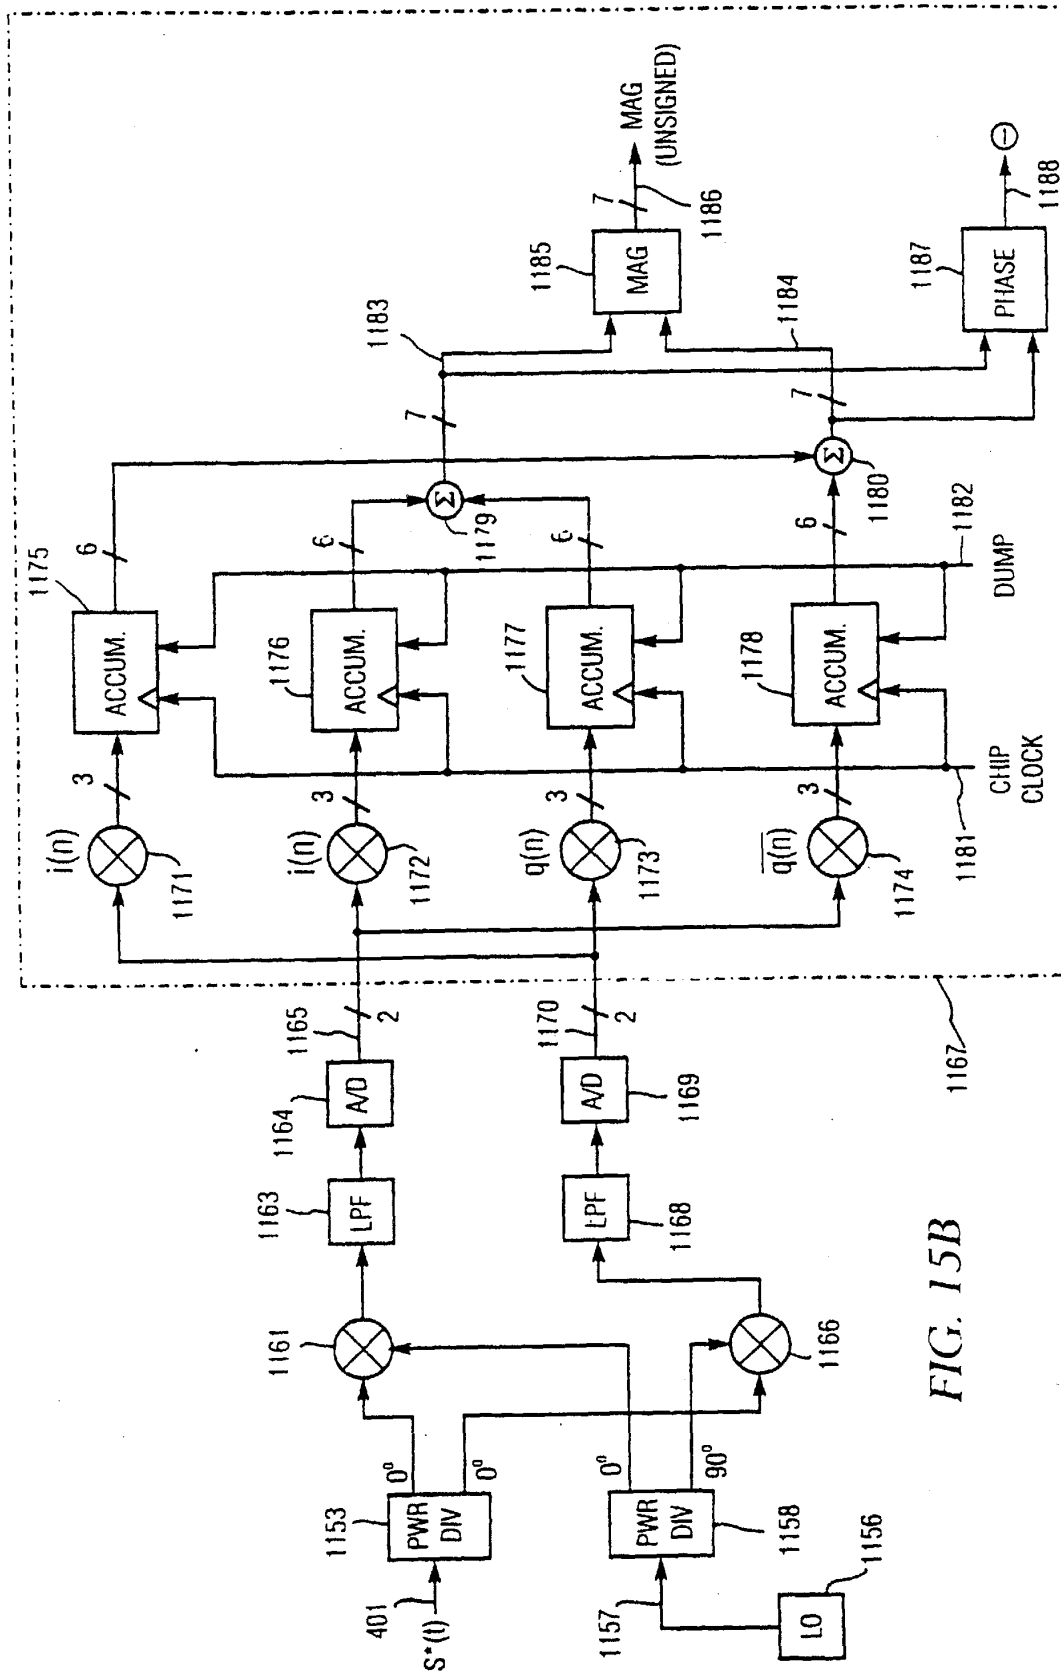 S*(t)
401
1153
PWR
DIV
0°
0°
1156
LO
1157
PWR
DIV
1158
0°
90°
1161
1166
1163
LPF
LPF
1168
1164
A/D
A/D
1169
1165
2
1170
2
1167
i(n)
1171
3
i(n)
1172
3
q(n)
1173
3
q(n)
1174
3
1175
ACCUM.
6
1176
ACCUM.
6
1177
ACCUM.
6
1178
ACCUM.
6
CHIP
CLOCK
1181
DUMP
1182
Σ
1179
Σ
1180
7
1183
7
1184
1185
MAG
7
1186
MAG
(UNSIGNED)
1187
PHASE
1188
Θ
FIG. 15B